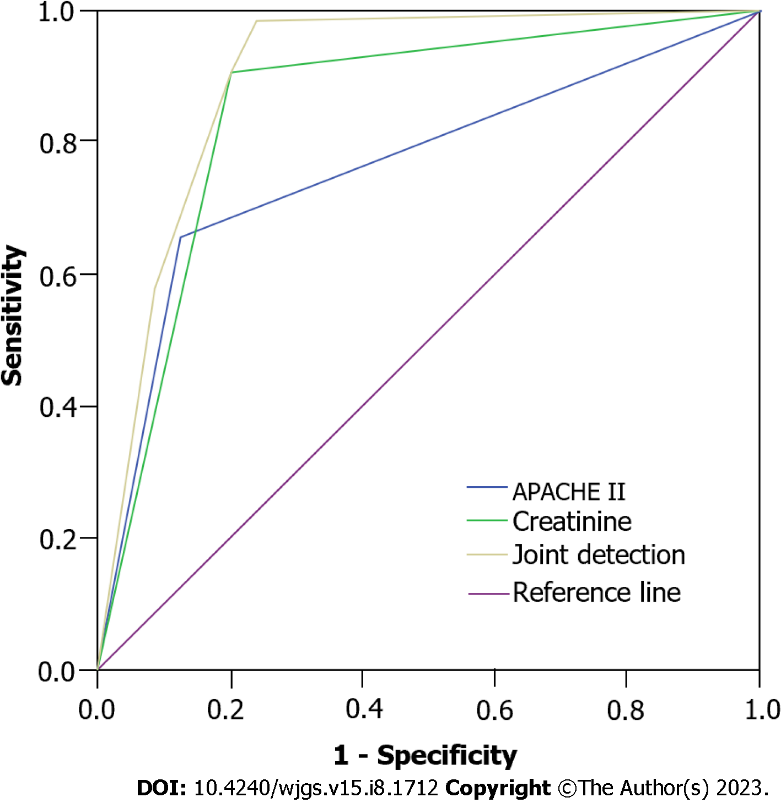 1.0
0.8
0.6
0.4
0.2
0.0
Sensitivity
APACHE II
Creatinine
Joint detection
Reference line
0.0 0.2 0.4 0.6 0.8 1.0
1 - Specificity
DOI: 10.4240/wjgs.v15.i8.1712 Copyright ©The Author(s) 2023.